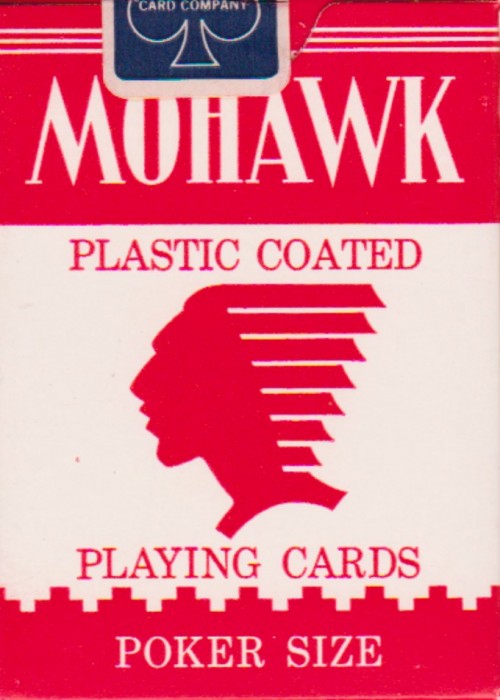 CARD COMPANY
MOHAWK
PLASTIC COATED
PLAYING CARDS
POKER SIZE